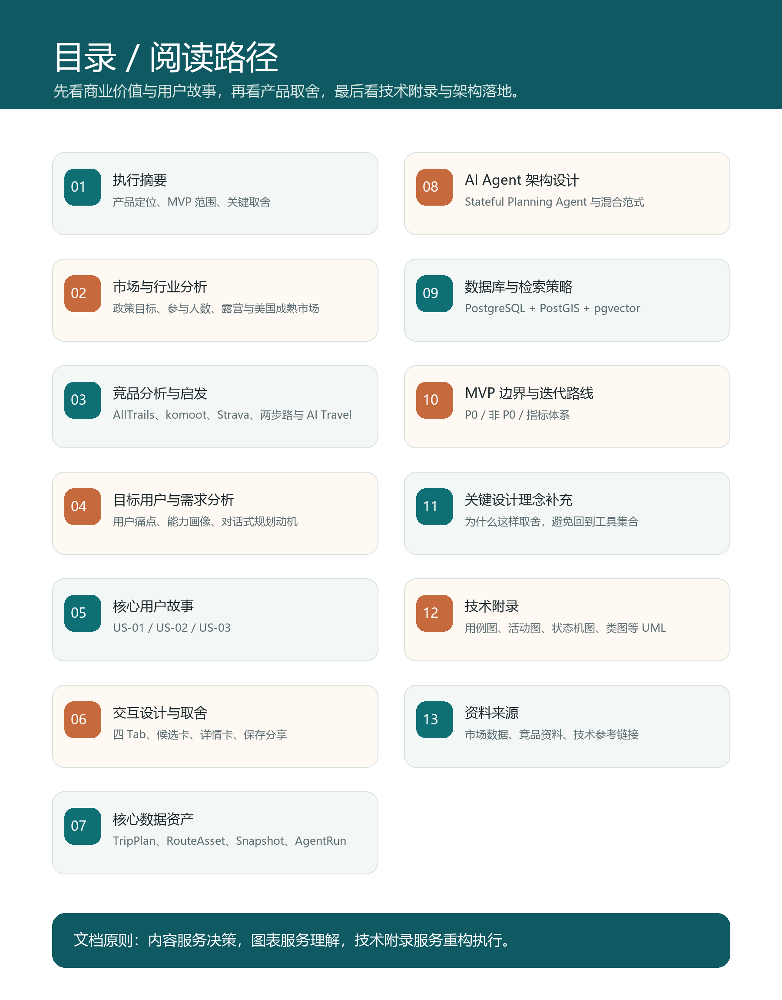 目录 / 阅读路径
先看商业价值与用户故事，再看产品取舍，最后看技术附录与架构落地。
01
执行摘要
产品定位、MVP 范围、关键取舍
02
市场与行业分析
政策目标、参与人数、露营与美国成熟市场
03
竞品分析与启发
AllTrails、komoot、Strava、两步路与 AI Travel
04
目标用户与需求分析
用户痛点、能力画像、对话式规划动机
05
核心用户故事
US-01 / US-02 / US-03
06
交互设计与取舍
四 Tab、候选卡、详情卡、保存分享
07
核心数据资产
TripPlan、RouteAsset、Snapshot、AgentRun
08
AI Agent 架构设计
Stateful Planning Agent 与混合范式
09
数据库与检索策略
PostgreSQL + PostGIS + pgvector
10
MVP 边界与迭代路线
P0 / 非 P0 / 指标体系
11
关键设计理念补充
为什么这样取舍，避免回到工具集合
12
技术附录
用例图、活动图、状态机图、类图等 UML
13
资料来源
市场数据、竞品资料、技术参考链接
文档原则：内容服务决策，图表服务理解，技术附录服务重构执行。